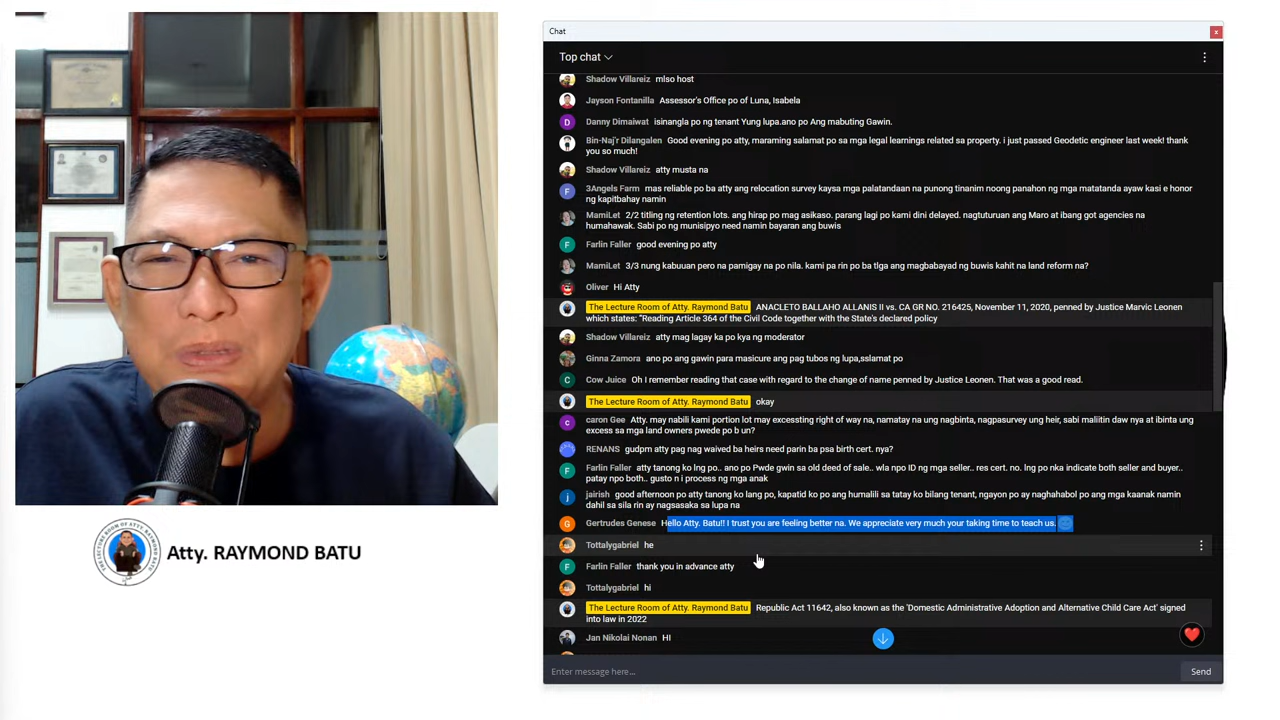 Chat
x
Top chat
Shadow Villareiz mlso host
Jayson Fontanilla Assessor's Office po of Luna, Isabela
D
Danny Dimaiwat isinangla po ng tenant Yung lupa.ano po Ang mabuting Gawin.
Bin-Naj'r Dilangalen Good evening po atty, maraming salamat po sa mga legal learnings related sa property. i just passed Geodetic engineer last week! thank
you so much!
Shadow Villareiz atty musta na
F
3Angels Farm mas reliable po ba atty ang relocation survey kaysa mga palatandaan na punong tinanim noong panahon ng mga matatanda ayaw kasi e honor
ng kapitbahay namin
MamiLet 2/2 titling ng retention lots. ang hirap po mag asikaso. parang lagi po kami dini delayed. nagtuturuan ang Maro at ibang got agencies na
humahawak. Sabi po ng munisipyo need namin bayaran ang buwis
F
Farlin Faller good evening po atty
MamiLet 3/3 nung kabuuan pero na pamigay na po nila. kami pa rin po ba tlga ang magbabayad ng buwis kahit na land reform na?
Oliver Hi Atty
The Lecture Room of Atty. Raymond Batu ANACLETO BALLAHO ALLANIS II vs. CA GR NO. 216425, November 11, 2020, penned by Justice Marvic Leonen
which states: "Reading Article 364 of the Civil Code together with the State's declared policy
Shadow Villareiz atty mag lagay ka po kya ng moderator
Ginna Zamora ano po ang gawin para masicure ang pag tubos ng lupa,sslamat po
C
Cow Juice Oh I remember reading that case with regard to the change of name penned by Justice Leonen. That was a good read.
The Lecture Room of Atty. Raymond Batu okay
c
caron Gee Atty. may nabili kami portion lot may excessting right of way na, namatay na ung nagbinta, nagpasurvey ung heir, sabi maliitin daw nya at ibinta ung
excess sa mga land owners pwede po b un?
RENANS gudpm atty pag nag waived ba heirs need parin ba psa birth cert. nya?
F
Farlin Faller atty tanong ko lng po.. ano po Pwde gwin sa old deed of sale.. wla npo ID ng mga seller.. res cert. no. lng po nka indicate both seller and buyer..
patay npo both.. gusto n i process ng mga anak
j
jairish good afternoon po atty tanong ko lang po, kapatid ko po ang humalili sa tatay ko bilang tenant, ngayon po ay naghahabol po ang mga kaanak namin
dahil sa sila rin ay nagsasaka sa lupa na
G
Gertrudes Genese Hello Atty. Batu!! I trust you are feeling better na. We appreciate very much your taking time to teach us.
Tottalygabriel he
F
Farlin Faller thank you in advance atty
Tottalygabriel hi
The Lecture Room of Atty. Raymond Batu Republic Act 11642, also known as the 'Domestic Administrative Adoption and Alternative Child Care Act' signed
into law in 2022
Jan Nikolai Nonan HI
Enter message here...
Send
THE LECTURE ROOM OF ATTY. RAYMOND BATU
Atty. RAYMOND BATU